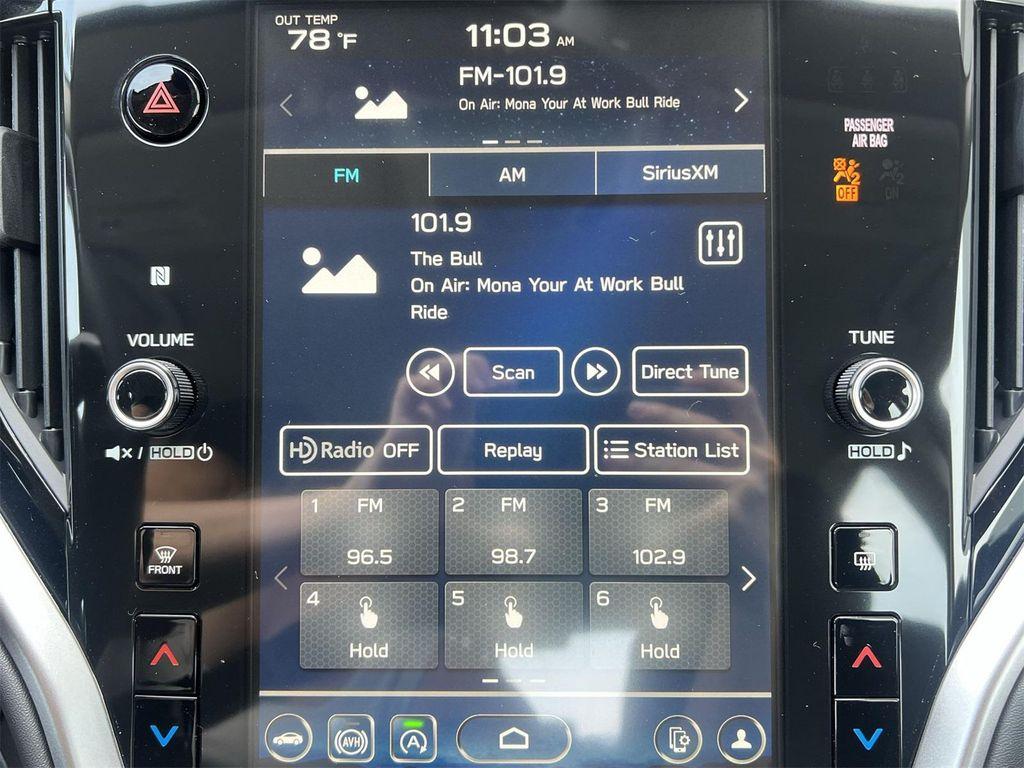 OUT TEMP
78 °F
11:03 AM
FM-101.9
On Air: Mona Your At Work Bull Ride
PASSENGER
AIR BAG
OFF
ON
FM
AM
SiriusXM
101.9
The Bull
On Air: Mona Your At Work Bull
Ride
N
VOLUME
TUNE
Scan
Direct Tune
/ HOLD
HOLD
HD Radio OFF
Replay
Station List
1 FM
96.5
2 FM
98.7
3 FM
102.9
FRONT
4
Hold
5
Hold
6
Hold
AVH
A